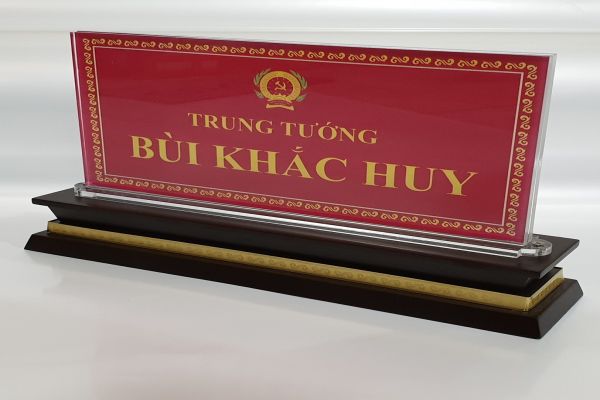 TRUNG TƯỚNG
BÙI KHẮC HUY